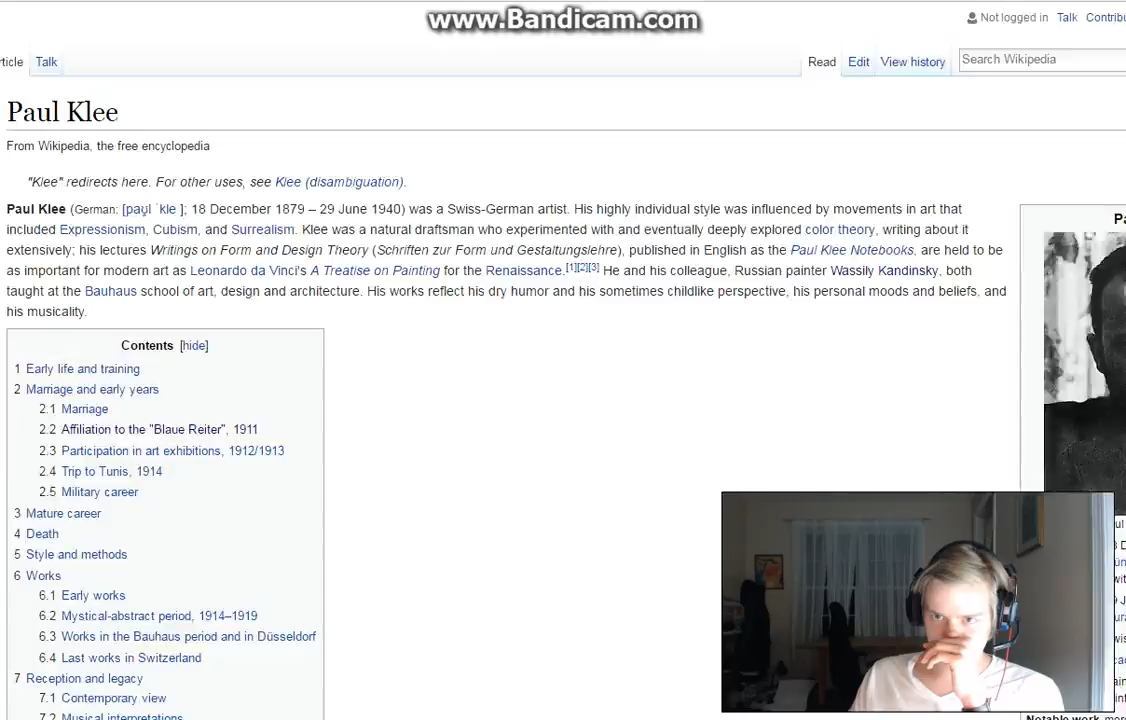 www.Bandicam.com
Not logged in Talk
Talk Read Edit View history Search Wikipedia
Paul Klee
From Wikipedia, the free encyclopedia
"Klee" redirects here. For other uses, see Klee (disambiguation).
Paul Klee (German: [paʊ̯l ˈkleː]; 18 December 1879 – 29 June 1940) was a Swiss-German artist. His highly individual style was influenced by movements in art that
included Expressionism, Cubism, and Surrealism. Klee was a natural draftsman who experimented with and eventually deeply explored color theory, writing about it
extensively; his lectures Writings on Form and Design Theory (Schriften zur Form und Gestaltungslehre), published in English as the Paul Klee Notebooks, are held to be
as important for modern art as Leonardo da Vinci's A Treatise on Painting for the Renaissance.[1][2][3] He and his colleague, Russian painter Wassily Kandinsky, both
taught at the Bauhaus school of art, design and architecture. His works reflect his dry humor and his sometimes childlike perspective, his personal moods and beliefs, and
his musicality.
Contents [hide]
1 Early life and training
2 Marriage and early years
2.1 Marriage
2.2 Affiliation to the "Blaue Reiter", 1911
2.3 Participation in art exhibitions, 1912/1913
2.4 Trip to Tunis, 1914
2.5 Military career
3 Mature career
4 Death
5 Style and methods
6 Works
6.1 Early works
6.2 Mystical-abstract period, 1914–1919
6.3 Works in the Bauhaus period and in Düsseldorf
6.4 Last works in Switzerland
7 Reception and legacy
7.1 Contemporary view
7.2 Musical interpretations
Notable work